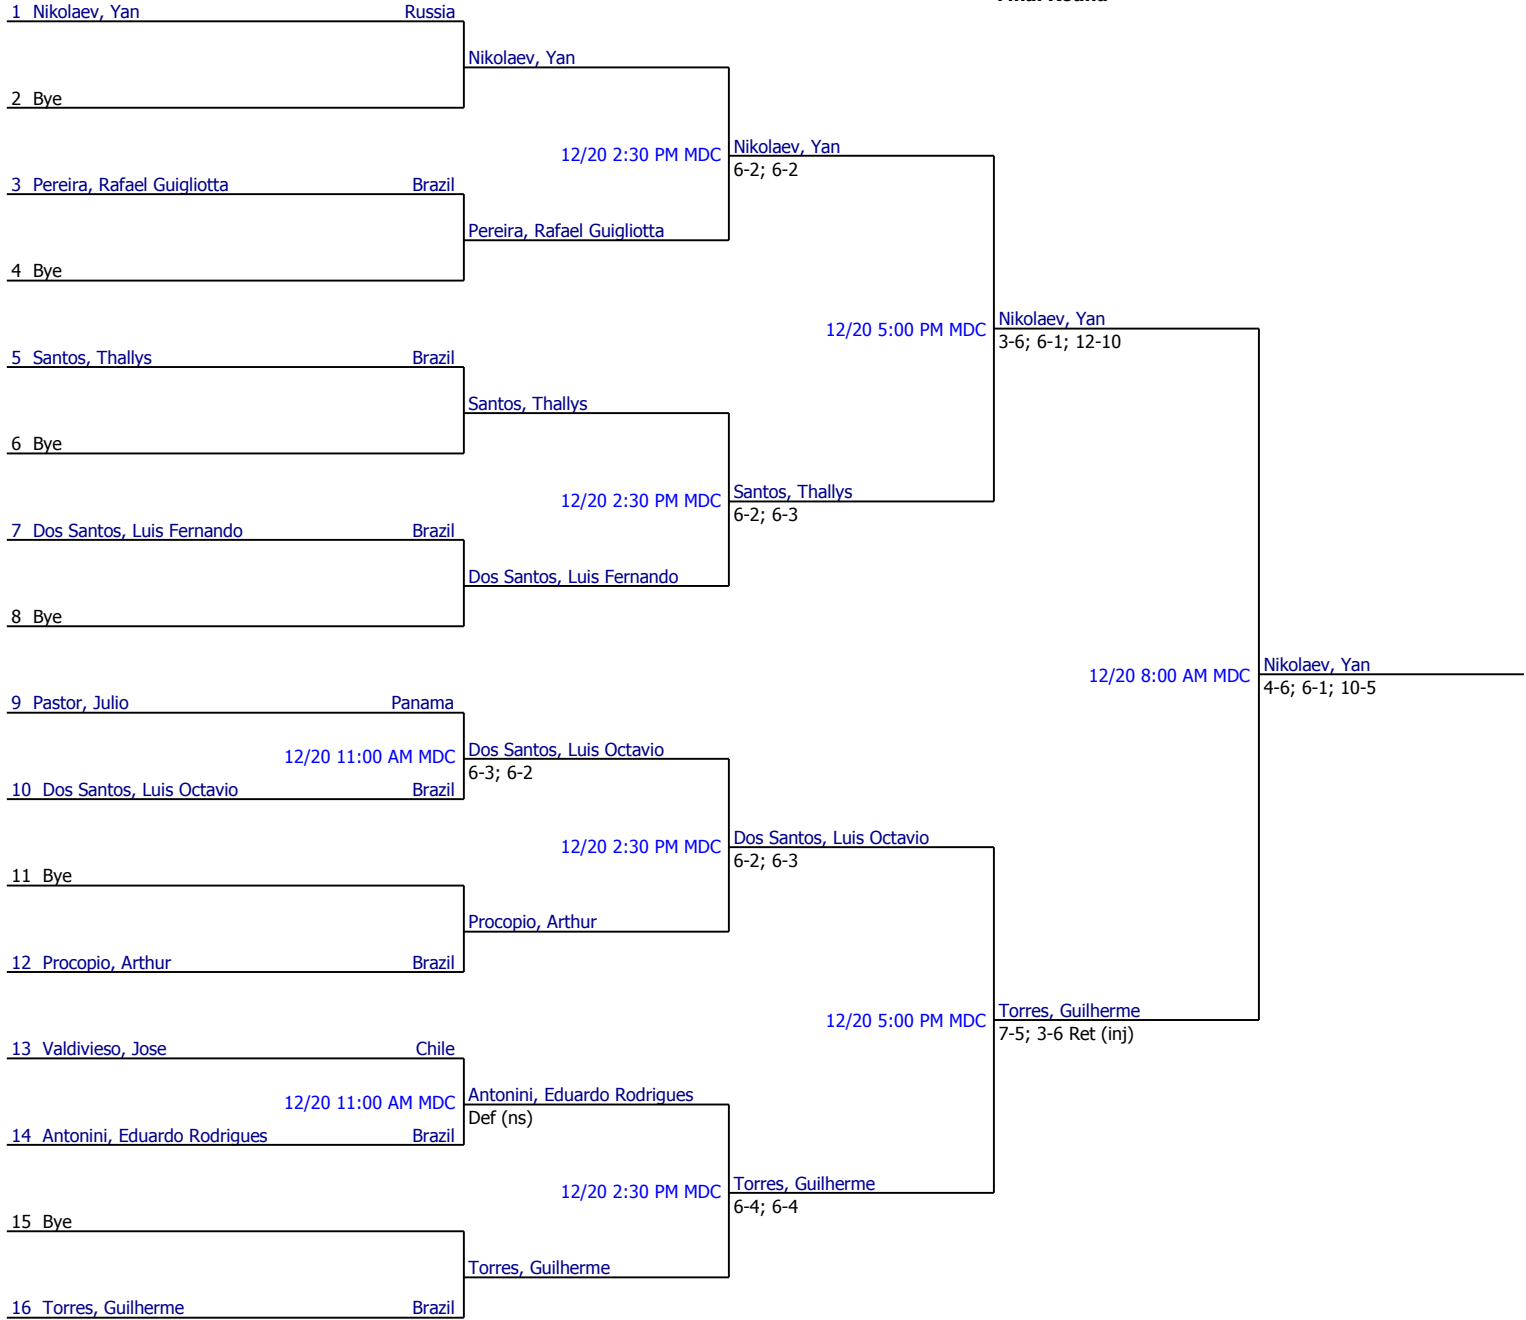 1 Nikolaev, Yan Russia
Nikolaev, Yan
2 Bye
12/20 2:30 PM MDC
Nikolaev, Yan
6-2; 6-2
3 Pereira, Rafael Guigliotta Brazil
Pereira, Rafael Guigliotta
4 Bye
12/20 5:00 PM MDC
Nikolaev, Yan
3-6; 6-1; 12-10
5 Santos, Thallys Brazil
Santos, Thallys
6 Bye
12/20 2:30 PM MDC
Santos, Thallys
6-2; 6-3
7 Dos Santos, Luis Fernando Brazil
Dos Santos, Luis Fernando
8 Bye
12/20 8:00 AM MDC
Nikolaev, Yan
4-6; 6-1; 10-5
9 Pastor, Julio Panama
12/20 11:00 AM MDC
Dos Santos, Luis Octavio
6-3; 6-2
10 Dos Santos, Luis Octavio Brazil
12/20 2:30 PM MDC
Dos Santos, Luis Octavio
6-2; 6-3
11 Bye
Procopio, Arthur
12 Procopio, Arthur Brazil
12/20 5:00 PM MDC
Torres, Guilherme
7-5; 3-6 Ret (inj)
13 Valdivieso, Jose Chile
12/20 11:00 AM MDC
Antonini, Eduardo Rodrigues
Def (ns)
14 Antonini, Eduardo Rodrigues Brazil
12/20 2:30 PM MDC
Torres, Guilherme
6-4; 6-4
15 Bye
Torres, Guilherme
16 Torres, Guilherme Brazil